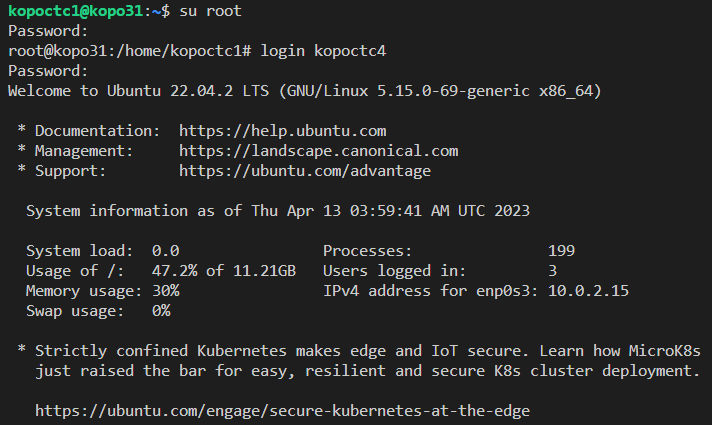 kopoctc1@kopo31:~$ su root
Password:
root@kopo31:/home/kopoctc1# login kopoctc4
Password:
Welcome to Ubuntu 22.04.2 LTS (GNU/Linux 5.15.0-69-generic x86_64)

 * Documentation:  https://help.ubuntu.com
 * Management:     https://landscape.canonical.com
 * Support:        https://ubuntu.com/advantage

  System information as of Thu Apr 13 03:59:41 AM UTC 2023

  System load:  0.0                Processes:               199
  Usage of /:   47.2% of 11.21GB   Users logged in:         3
  Memory usage: 30%                IPv4 address for enp0s3: 10.0.2.15
  Swap usage:   0%

 * Strictly confined Kubernetes makes edge and IoT secure. Learn how MicroK8s
   just raised the bar for easy, resilient and secure K8s cluster deployment.

   https://ubuntu.com/engage/secure-kubernetes-at-the-edge